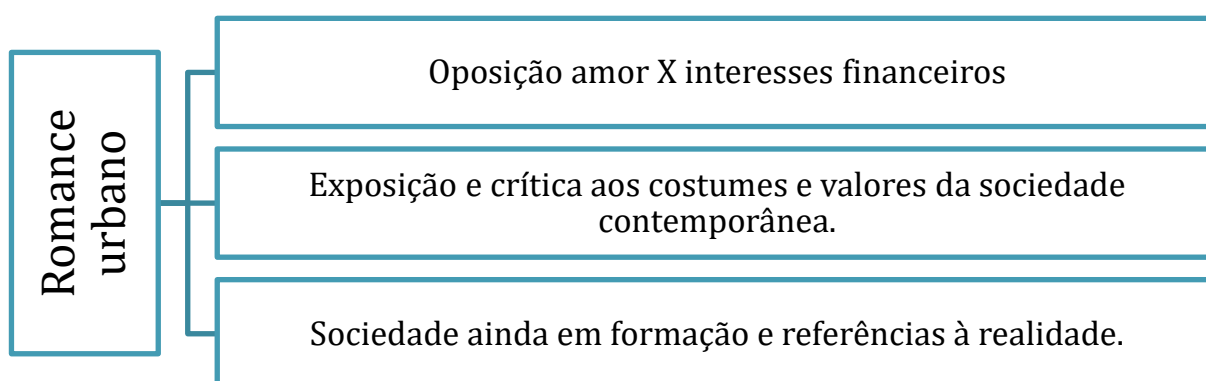 Romance
urbano
Oposição amor X interesses financeiros
Exposição e crítica aos costumes e valores da sociedade
contemporânea.
Sociedade ainda em formação e referências à realidade.